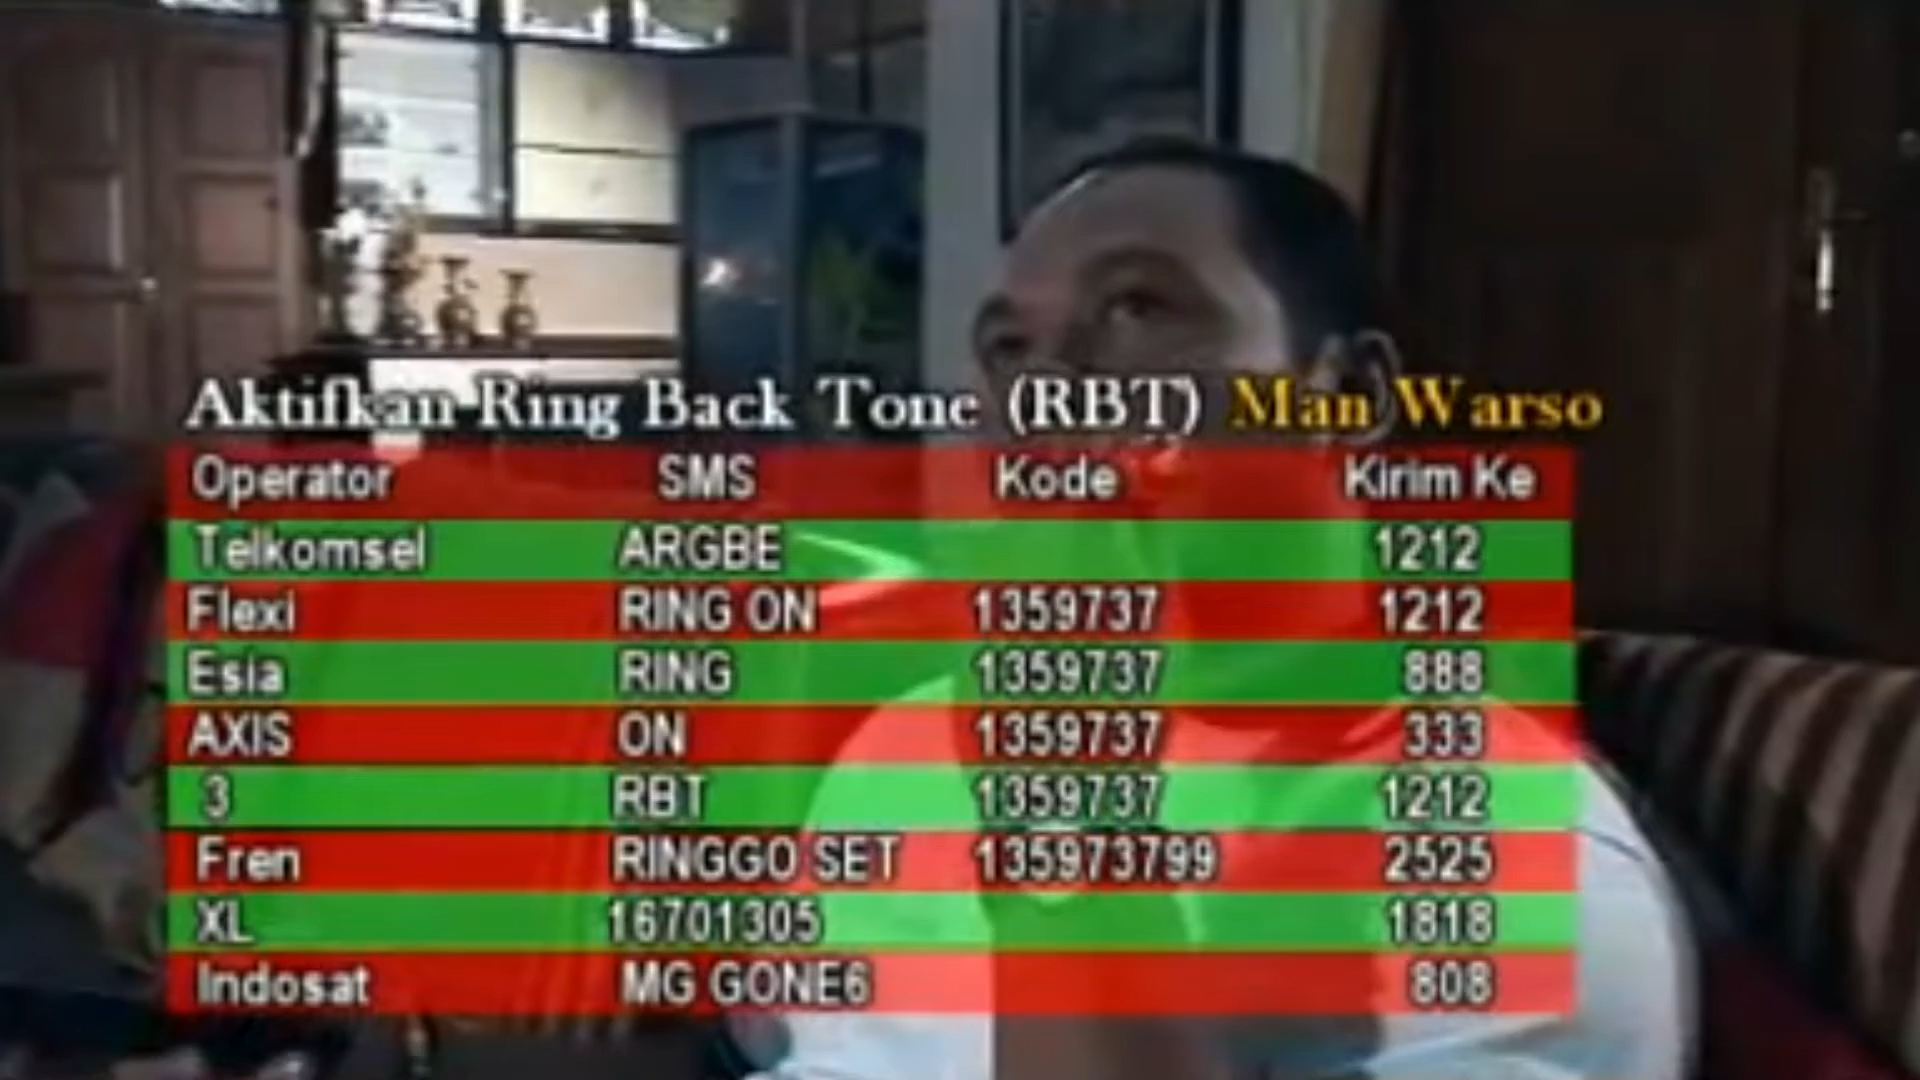 Aktifkan Ring Back Tone (RBT) Man Warso
Operator SMS Kode Kirim Ke
Telkomsel ARGBE 1212
Flexi RING ON 1359737 1212
Esia RING 1359737 888
AXIS ON 1359737 333
3 RBT 1359737 1212
Fren RINGGO SET 135973799 2525
XL 16701305 1818
Indosat MG GONE6 808